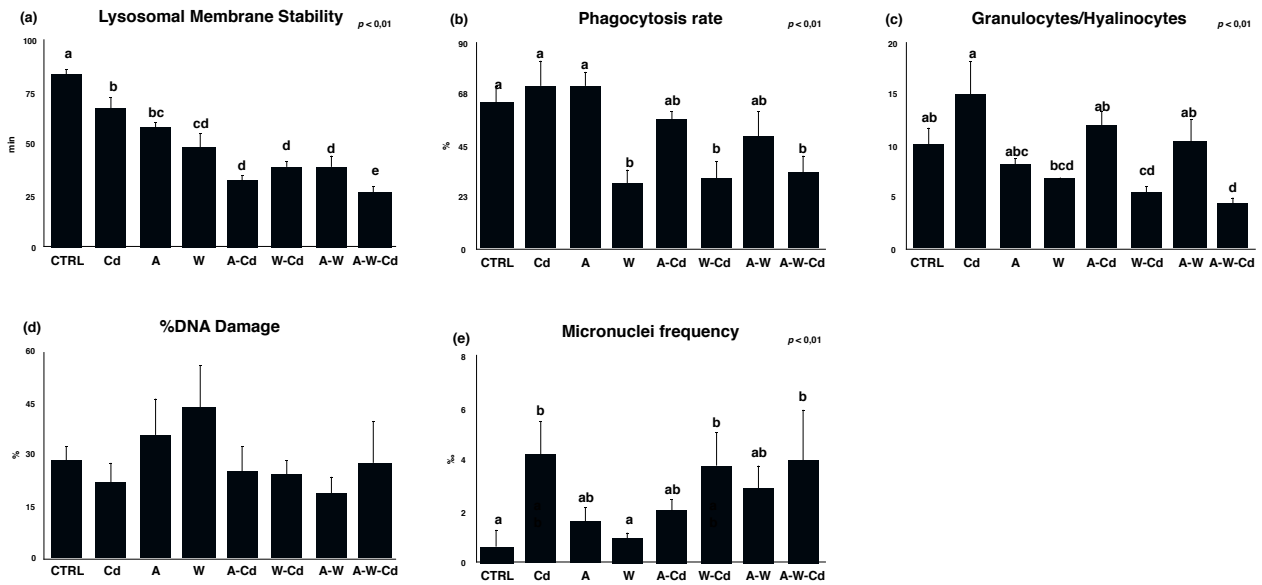 (a) Lysosomal Membrane Stability
p < 0,01
100
75
50
25
0
min
a
b
bc
cd
d
d
d
e
CTRL Cd A W A-Cd W-Cd A-W A-W-Cd
(b) Phagocytosis rate
p < 0,01
90
68
45
23
0
%
a
a
a
b
ab
b
ab
b
CTRL Cd A W A-Cd W-Cd A-W A-W-Cd
(c) Granulocytes/Hyalinocytes
p < 0,01
20
15
10
5
0
ab
a
abc
bcd
ab
cd
ab
d
CTRL Cd A W A-Cd W-Cd A-W A-W-Cd
(d) %DNA Damage
60
45
30
15
0
%
CTRL Cd A W A-Cd W-Cd A-W A-W-Cd
(e) Micronuclei frequency
p < 0,01
8
6
4
2
0
‰
a
b
ab
a
ab
b
ab
b
a
b
a
b
CTRL Cd A W A-Cd W-Cd A-W A-W-Cd